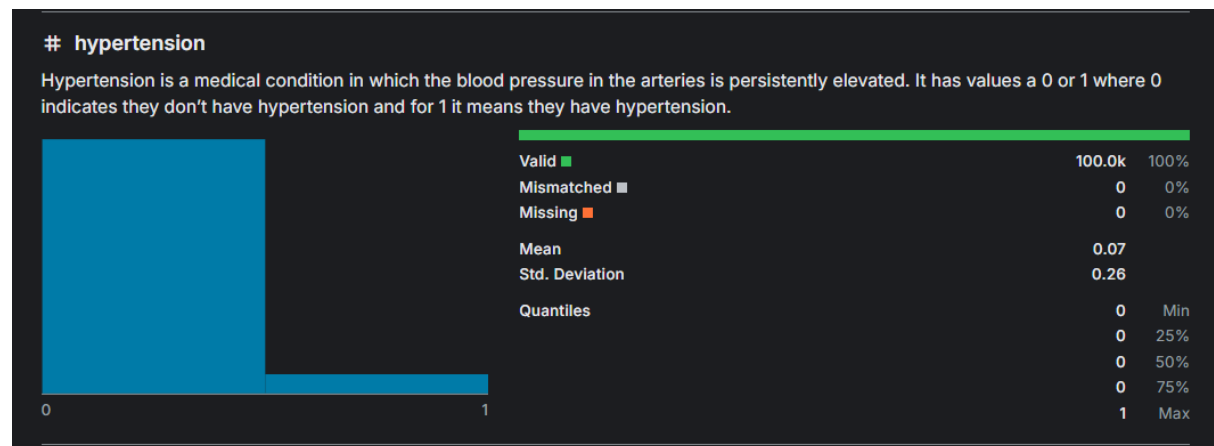 # hypertension
Hypertension is a medical condition in which the blood pressure in the arteries is persistently elevated. It has values a 0 or 1 where 0
indicates they don’t have hypertension and for 1 it means they have hypertension.
0 1
Valid 100.0k 100%
Mismatched 0 0%
Missing 0 0%
Mean 0.07
Std. Deviation 0.26
Quantiles 0 Min
0 25%
0 50%
0 75%
1 Max